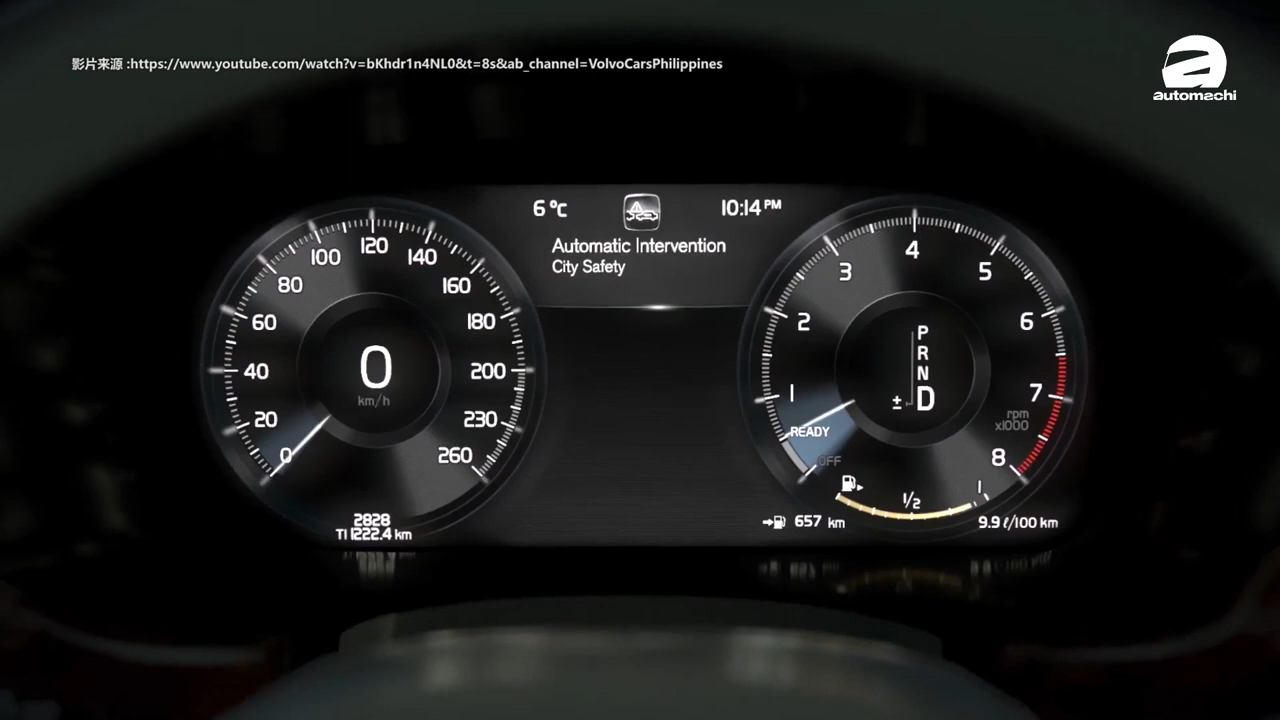 影片来源 :https://www.youtube.com/watch?v=bKhdr1n4NL0&t=8s&ab_channel=VolvoCarsPhilippines
automachi
6 °C
10:14 PM
Automatic Intervention
City Safety
0
20
40
60
80
100
120
140
160
180
200
230
260
0
km/h
2828
T1 1222.4 km
1
2
3
4
5
6
7
8
rpm
x1000
P
R
N
D
±
READY
OFF
1/2
1
657 km
9.9 ℓ/100 km